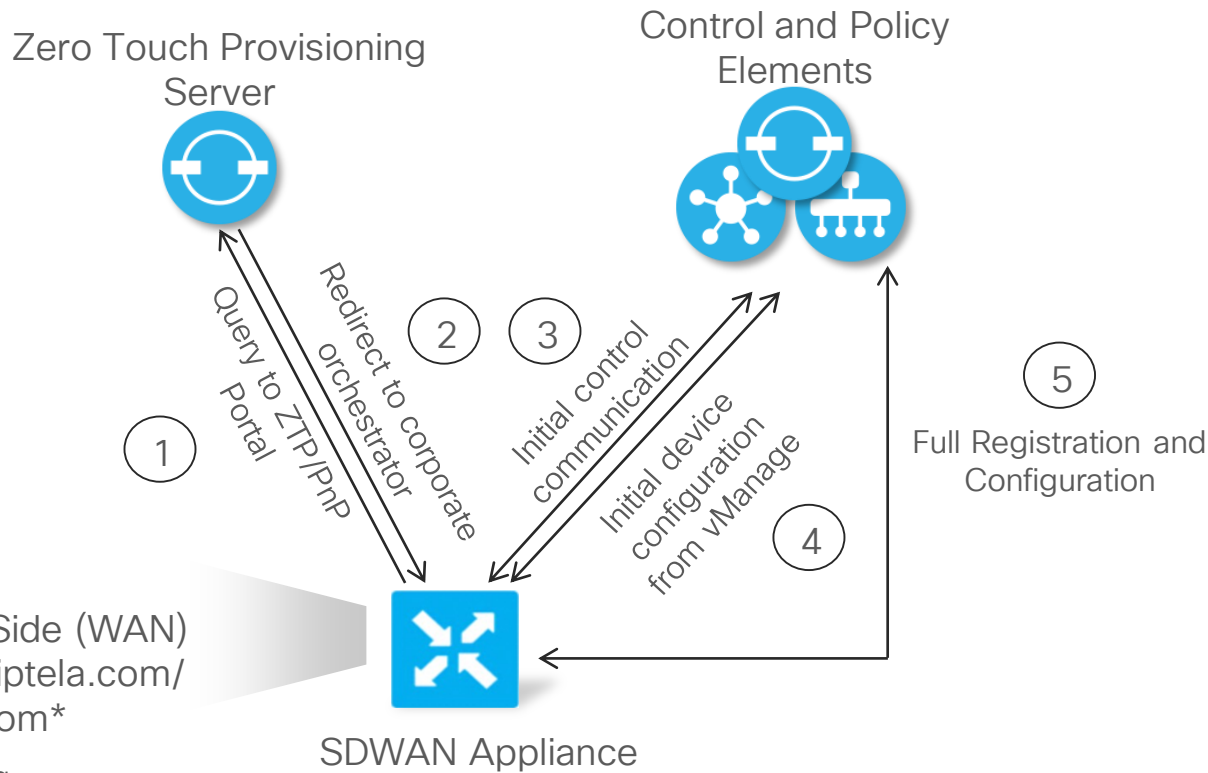 Zero Touch Provisioning
Server
Control and Policy
Elements
1
Query to ZTP/PnP
Portal
Redirect to corporate
orchestrator
2
3
Initial control
communication
Initial device
configuration
from vManage
4
5
Full Registration and
Configuration
Side (WAN)
iptela.com/
om*
SDWAN Appliance